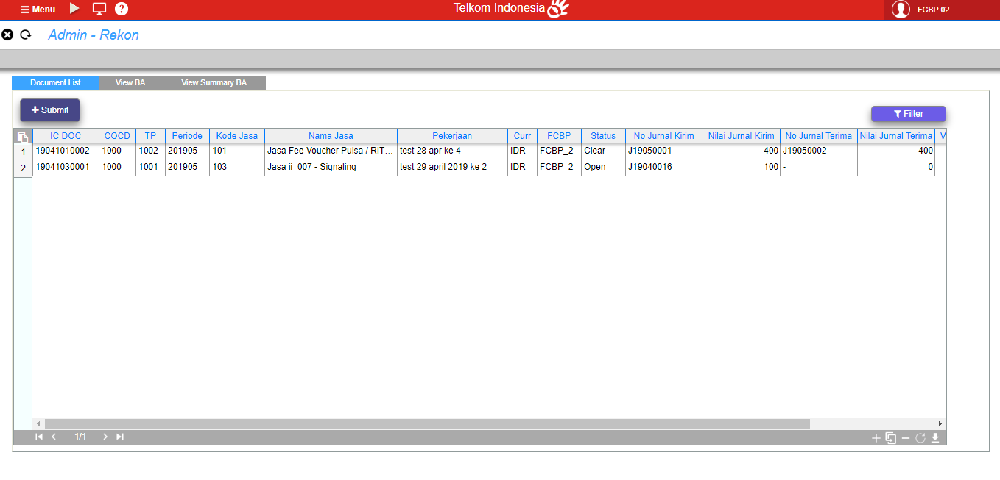 Menu ? Telkom Indonesia FCBP 02
Admin - Rekon
Document List View BA View Summary BA
Submit
Filter
IC DOC COCD TP Periode Kode Jasa Nama Jasa Pekerjaan Curr FCBP Status No Jurnal Kirim Nilai Jurnal Kirim No Jurnal Terima Nilai Jurnal Terima V
1 19041010002 1000 1002 201905 101 Jasa Fee Voucher Pulsa / RIT... test 28 apr ke 4 IDR FCBP_2 Clear J19050001 400 J19050002 400
2 19041030001 1000 1001 201905 103 Jasa ii_007 - Signaling test 29 april 2019 ke 2 IDR FCBP_2 Open J19040016 100 - 0
1/1